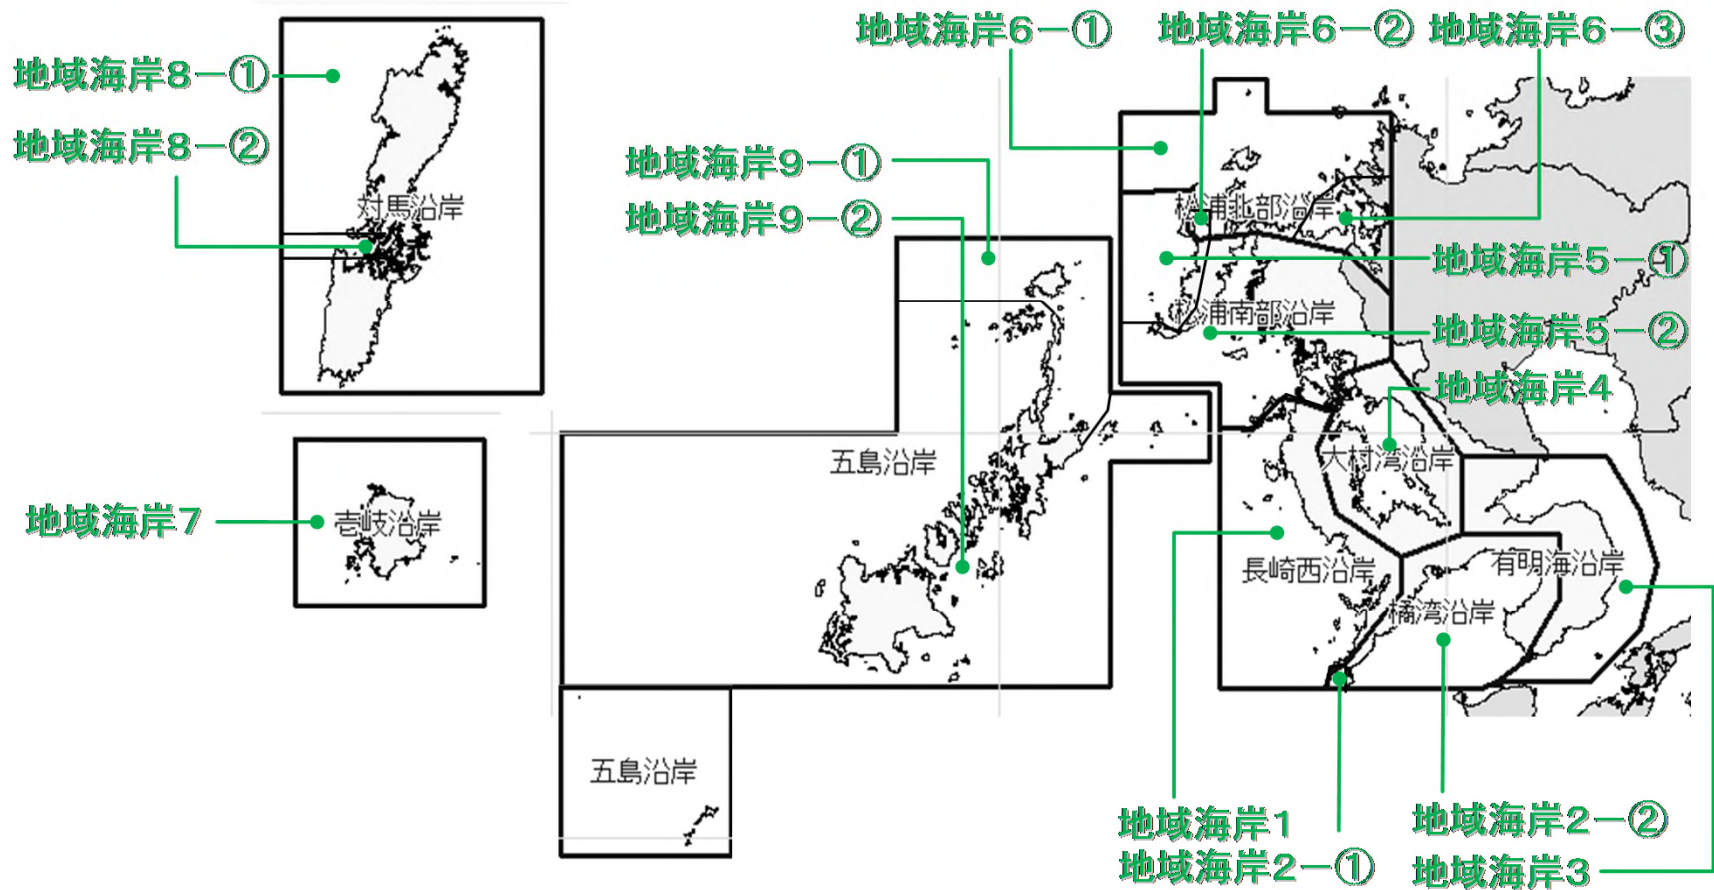 地域海岸6-① 地域海岸6-② 地域海岸6-③
地域海岸8-①
地域海岸8-②
地域海岸9-①
地域海岸9-②
対馬沿岸
松浦北部沿岸
地域海岸5-①
松浦南部沿岸
地域海岸5-②
地域海岸4
五島沿岸
大村湾沿岸
地域海岸7
壱岐沿岸
長崎西沿岸
有明海沿岸
橘湾沿岸
五島沿岸
地域海岸1
地域海岸2-①
地域海岸2-②
地域海岸3